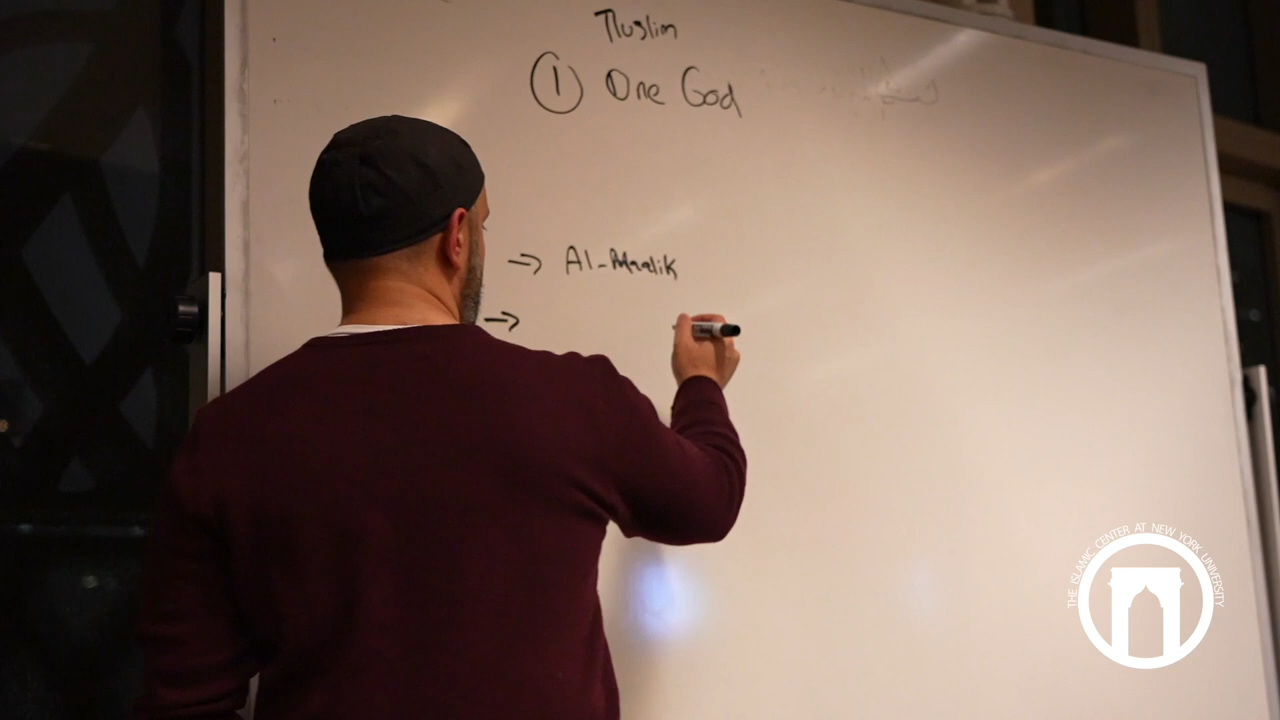 Muslim
① One God
→ Al-Maalik
→
THE ISLAMIC CENTER AT NEW YORK UNIVERSITY